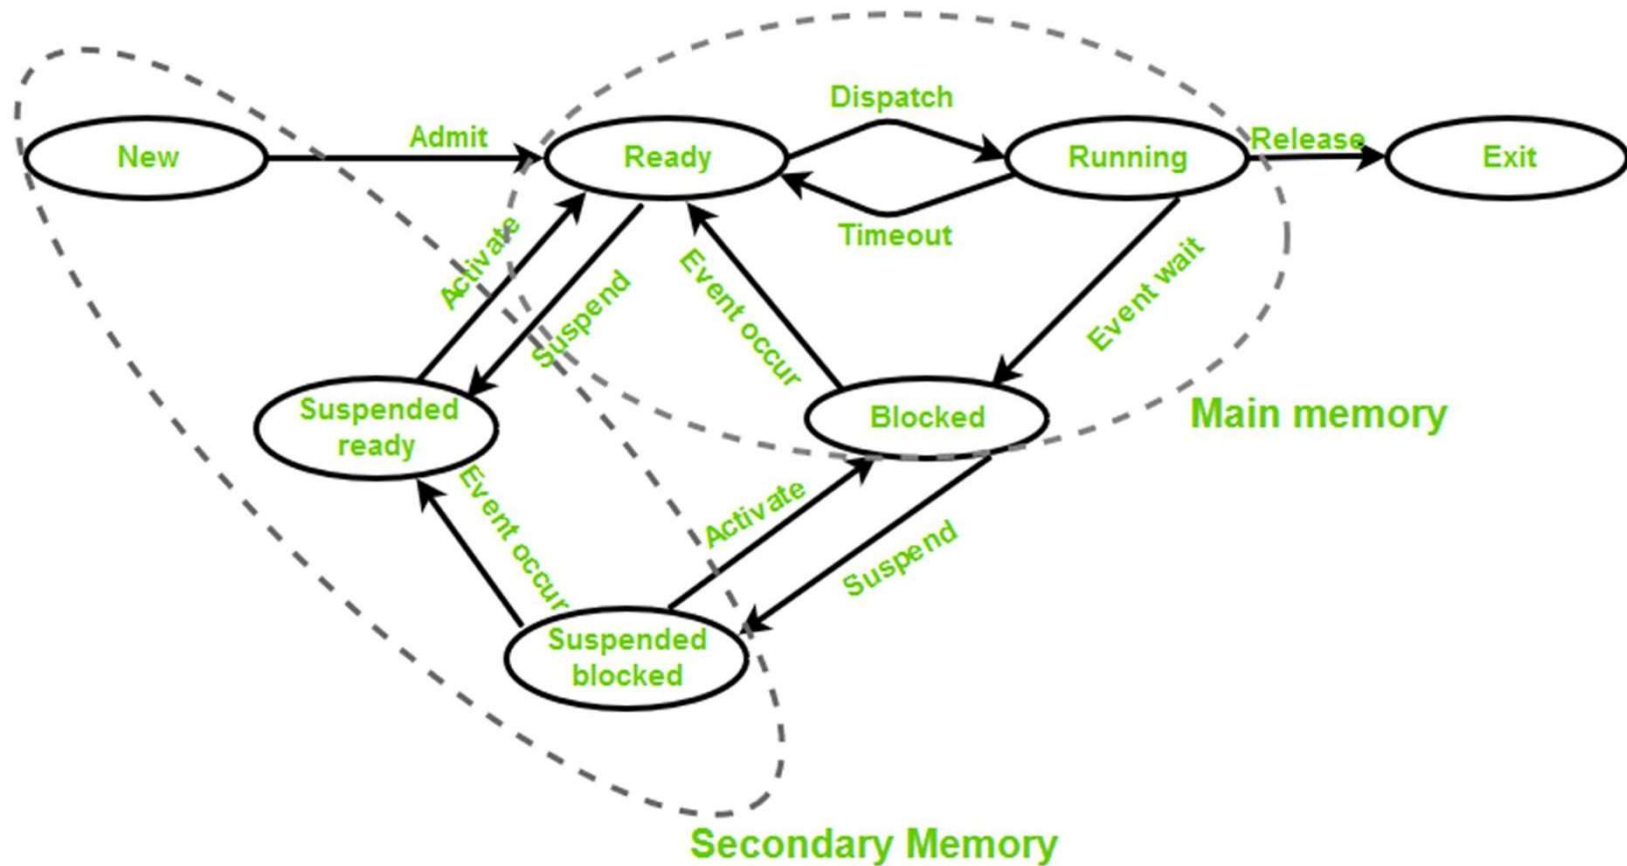 Dispatch
New
Admit
Ready
Running
Release
Exit
Timeout
Activate
Suspend
Event occur
Event wait
Suspended
ready
Blocked
Main memory
Event occur
Activate
Suspend
Suspended
blocked
Secondary Memory